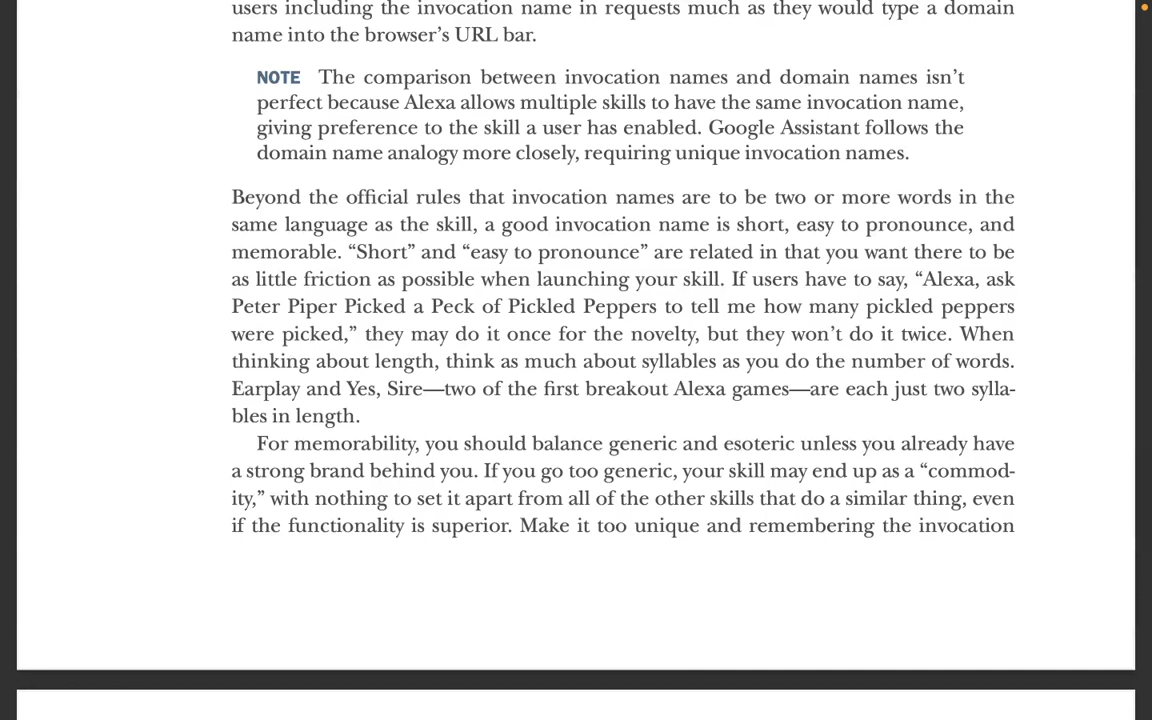 users including the invocation name in requests much as they would type a domain
name into the browser’s URL bar.
NOTE The comparison between invocation names and domain names isn’t
perfect because Alexa allows multiple skills to have the same invocation name,
giving preference to the skill a user has enabled. Google Assistant follows the
domain name analogy more closely, requiring unique invocation names.
Beyond the official rules that invocation names are to be two or more words in the
same language as the skill, a good invocation name is short, easy to pronounce, and
memorable. “Short” and “easy to pronounce” are related in that you want there to be
as little friction as possible when launching your skill. If users have to say, “Alexa, ask
Peter Piper Picked a Peck of Pickled Peppers to tell me how many pickled peppers
were picked,” they may do it once for the novelty, but they won’t do it twice. When
thinking about length, think as much about syllables as you do the number of words.
Earplay and Yes, Sire—two of the first breakout Alexa games—are each just two sylla-
bles in length.
For memorability, you should balance generic and esoteric unless you already have
a strong brand behind you. If you go too generic, your skill may end up as a “commod-
ity,” with nothing to set it apart from all of the other skills that do a similar thing, even
if the functionality is superior. Make it too unique and remembering the invocation